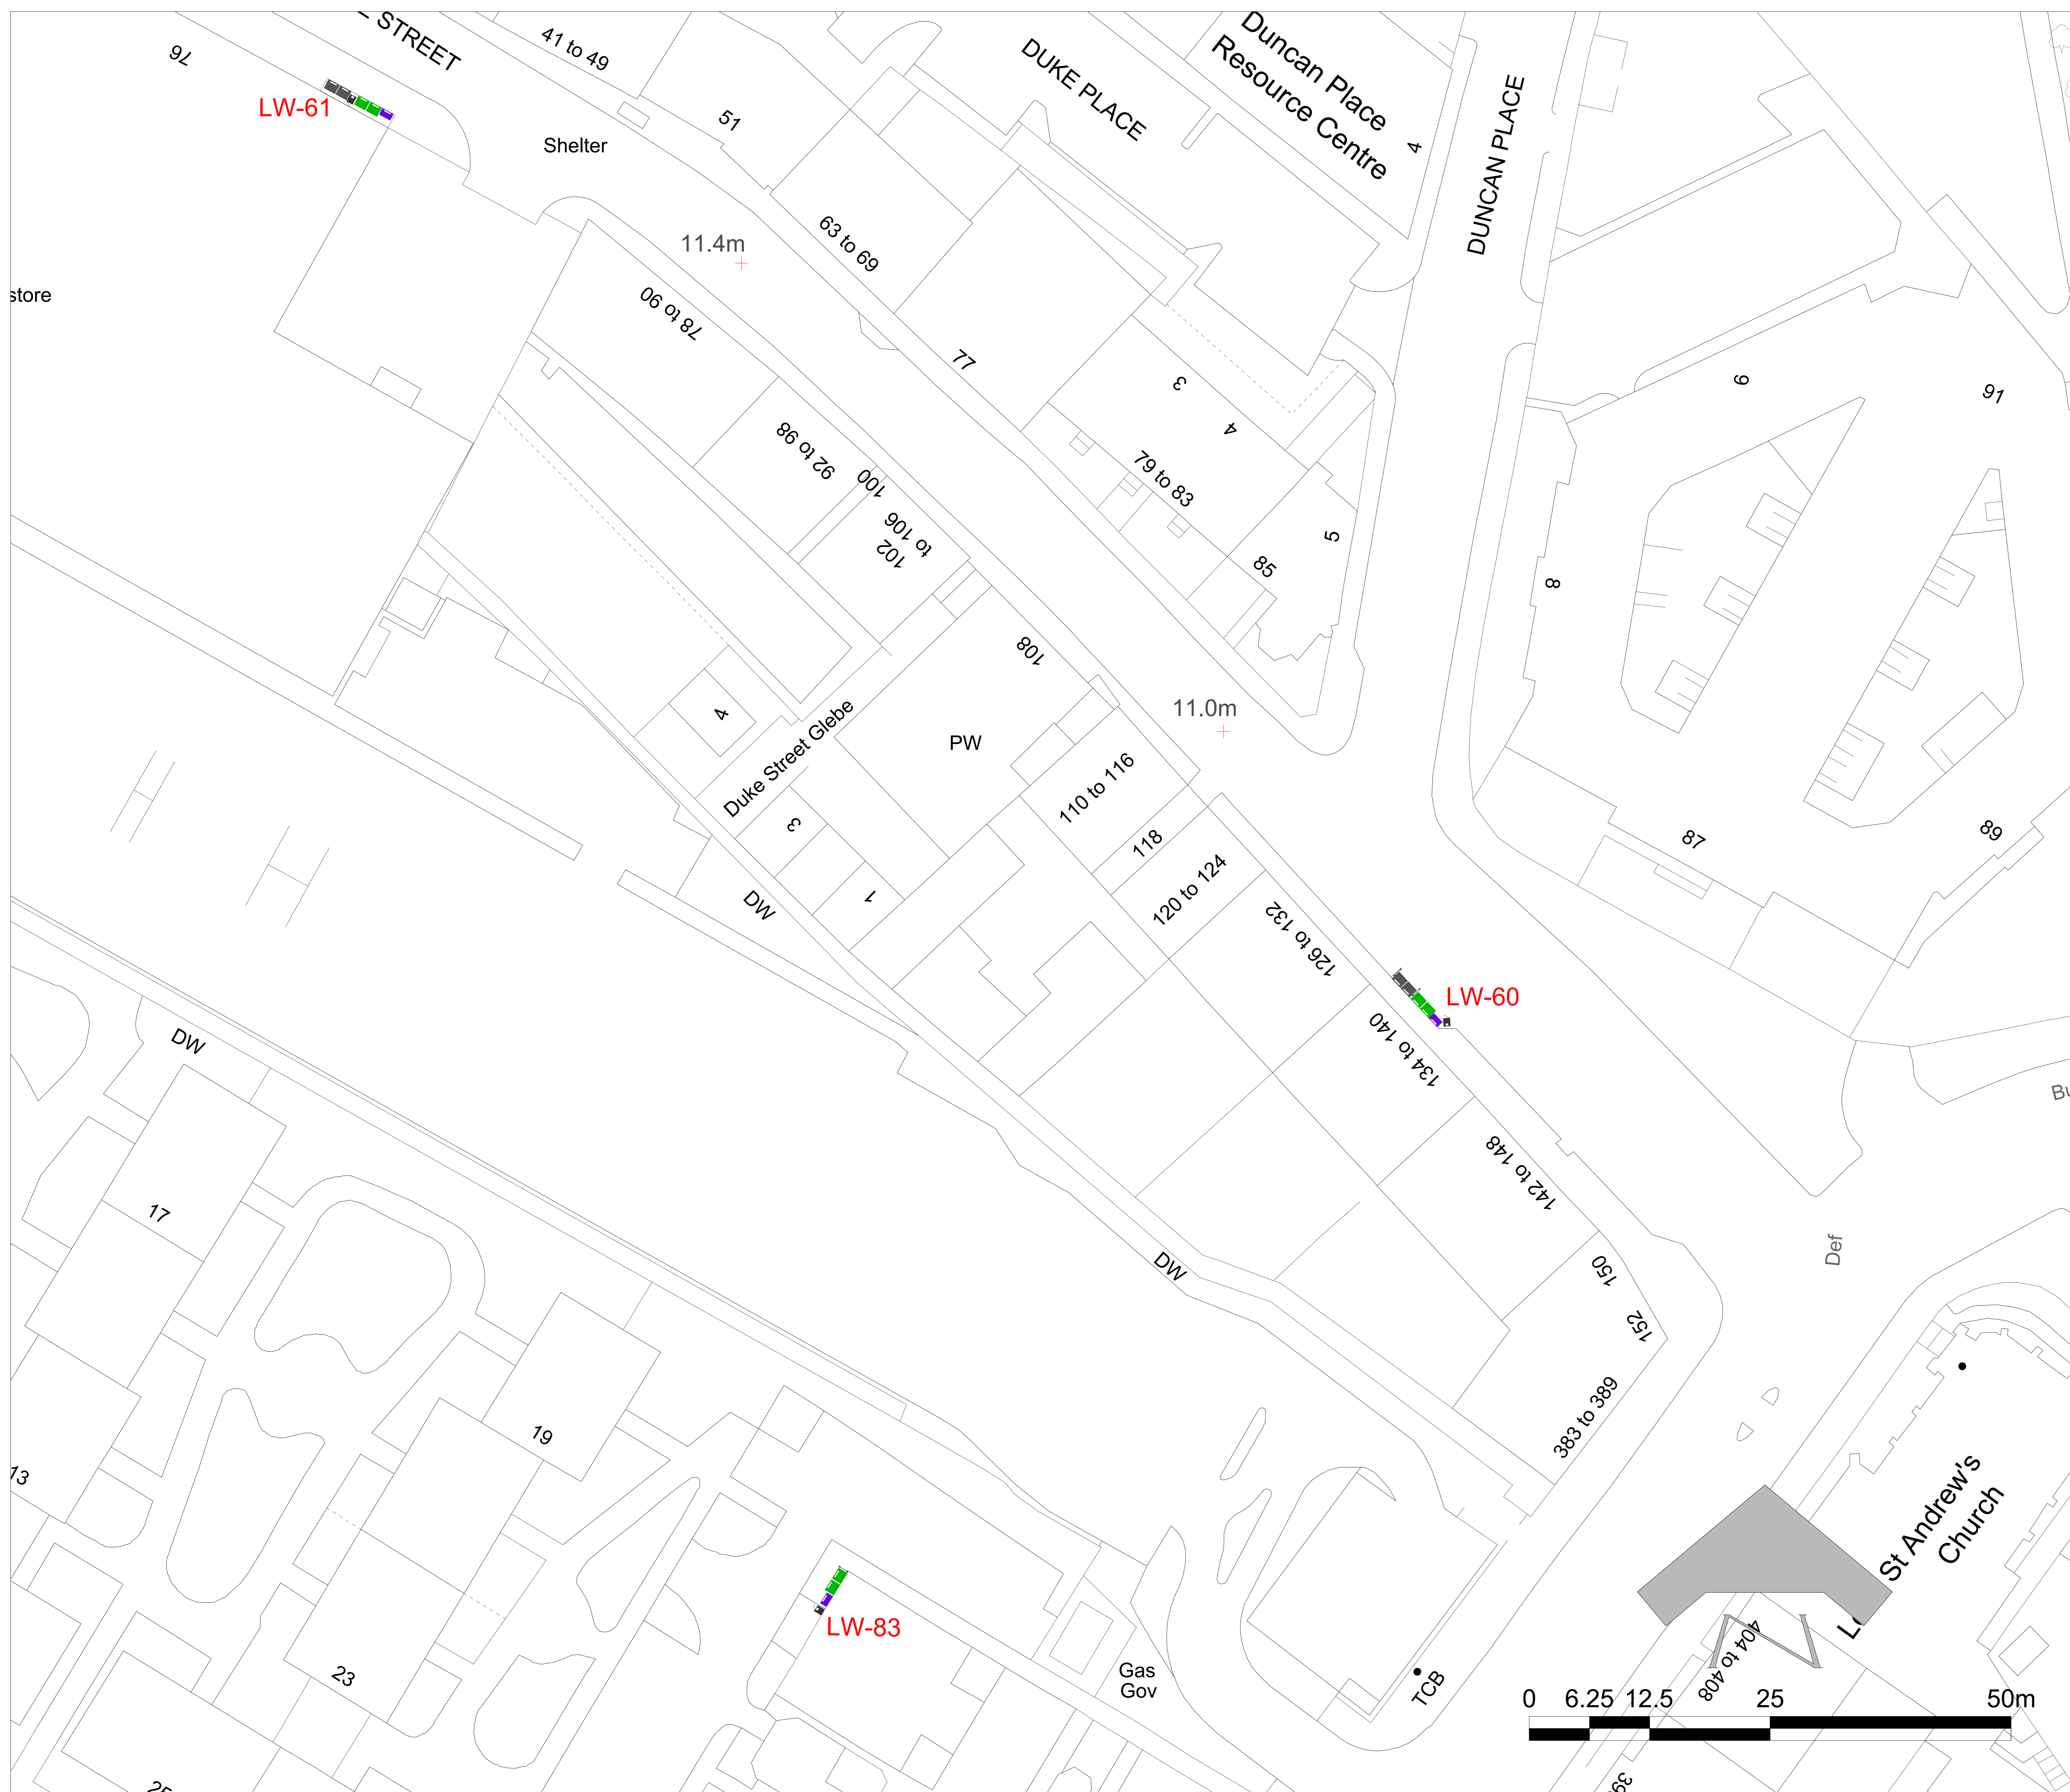 E STREET
41 to 49
76
LW-61
51
Shelter
DUKE PLACE
Duncan Place
Resource Centre
4
DUNCAN PLACE
63 to 69
11.4m
store
78 to 90
77
3
4
6
91
92 to 98
100
102
to 106
79 to 83
5
85
8
108
11.0m
4
PW
Duke Street Glebe
110 to 116
118
120 to 124
3
1
87
89
DW
126 to 132
LW-60
134 to 140
DW
17
142 to 148
150
152
Def
DW
383 to 389
19
13
St Andrew's
Church
LW-83
404 to 408
23
Gas
Gov
TCB
0 6.25 12.5 25 50m
25